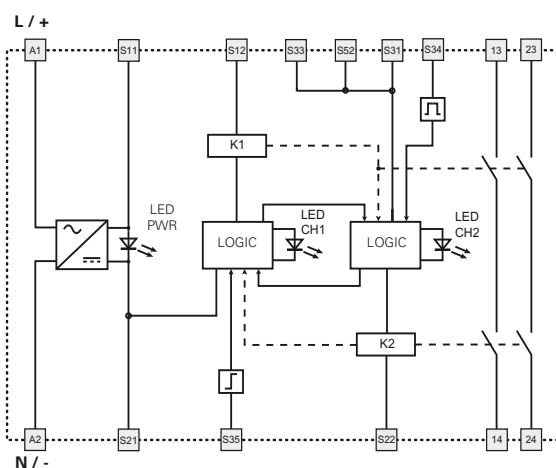 L / +
A1 S11 S12 S33 S52 S31 S34 13 23
K1
LED
PWR
LOGIC
LED
CH1
LOGIC
LED
CH2
K2
A2 S21 S35 S22 14 24
N / -